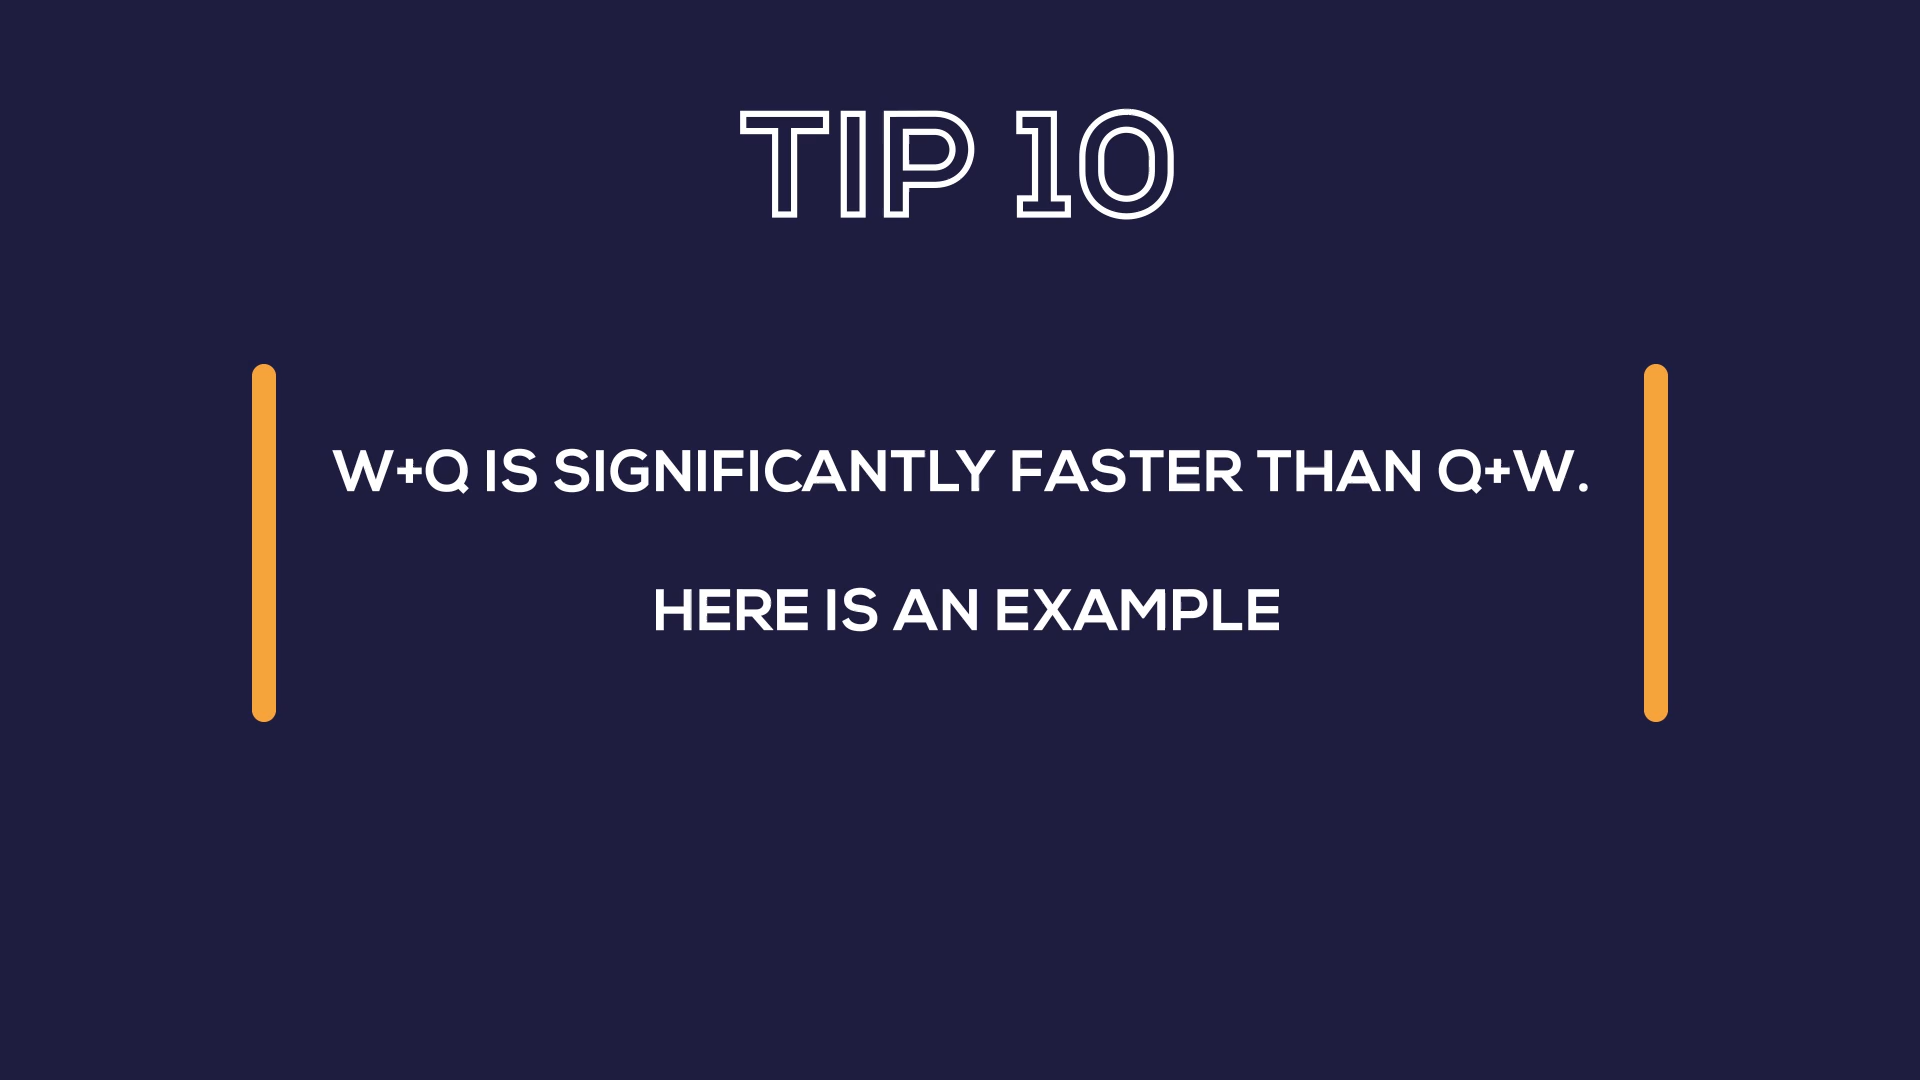 TIP 10
W+Q IS SIGNIFICANTLY FASTER THAN Q+W.
HERE IS AN EXAMPLE